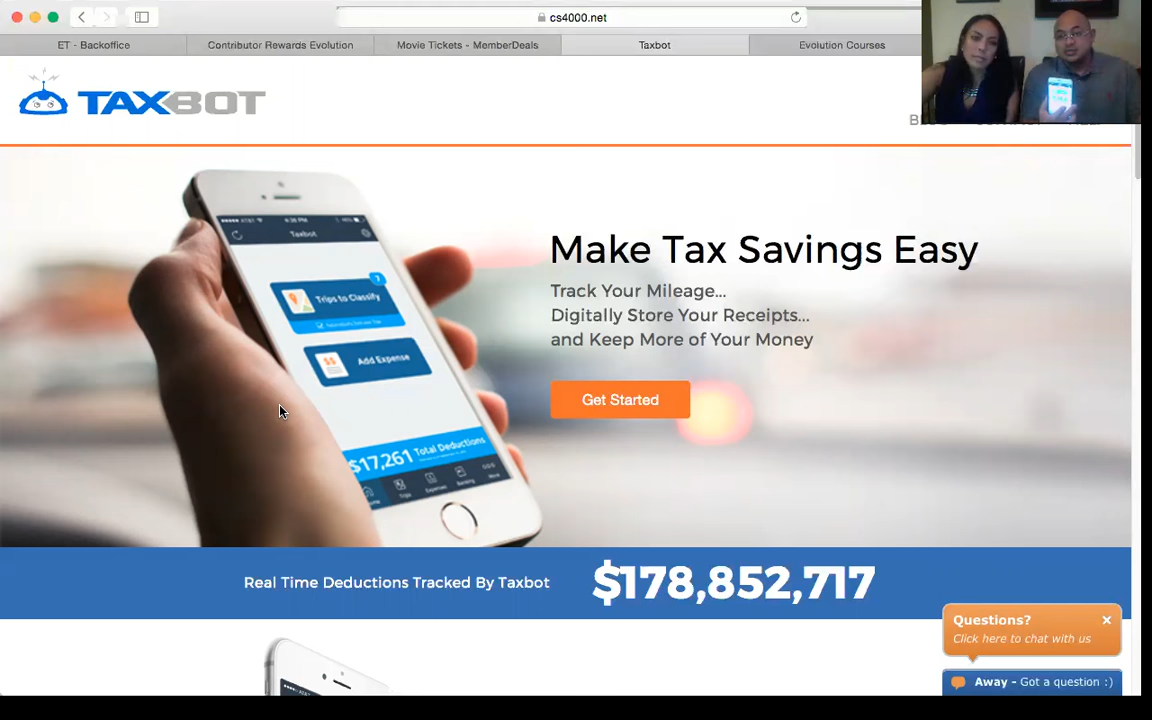 cs4000.net
ET - Backoffice
Contributor Rewards Evolution
Movie Tickets - MemberDeals
Taxbot
Evolution Courses
TAXBOT
Make Tax Savings Easy
Track Your Mileage...
Digitally Store Your Receipts...
and Keep More of Your Money
Get Started
Taxbot
7
Trips to Classify
Add Expense
$17,261 Total Deductions
Real Time Deductions Tracked By Taxbot
$178,852,717
Questions?
Click here to chat with us
Away - Got a question :)